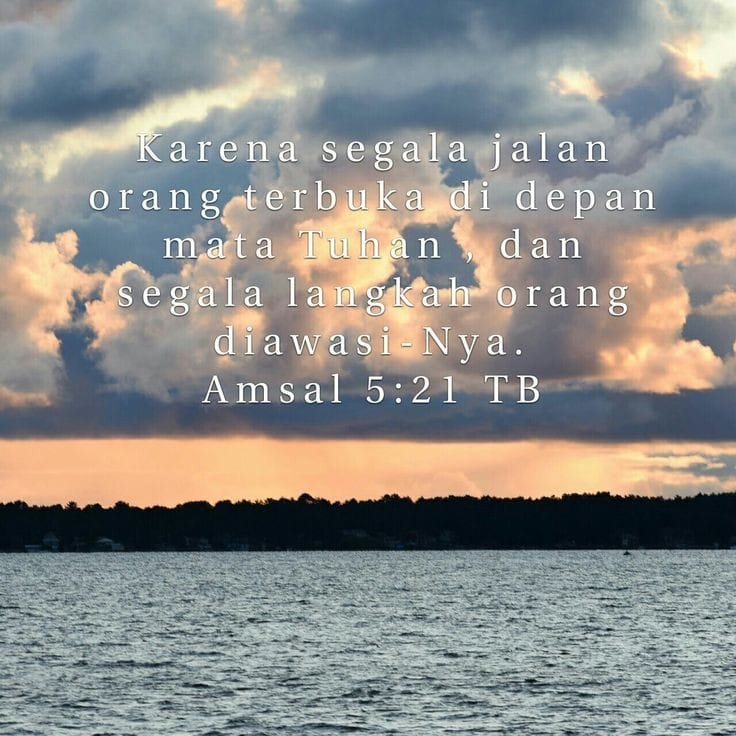 Karena segala jalan
orang terbuka di depan
mata Tuhan , dan
segala langkah orang
diawasi-Nya.
Amsal 5:21 TB